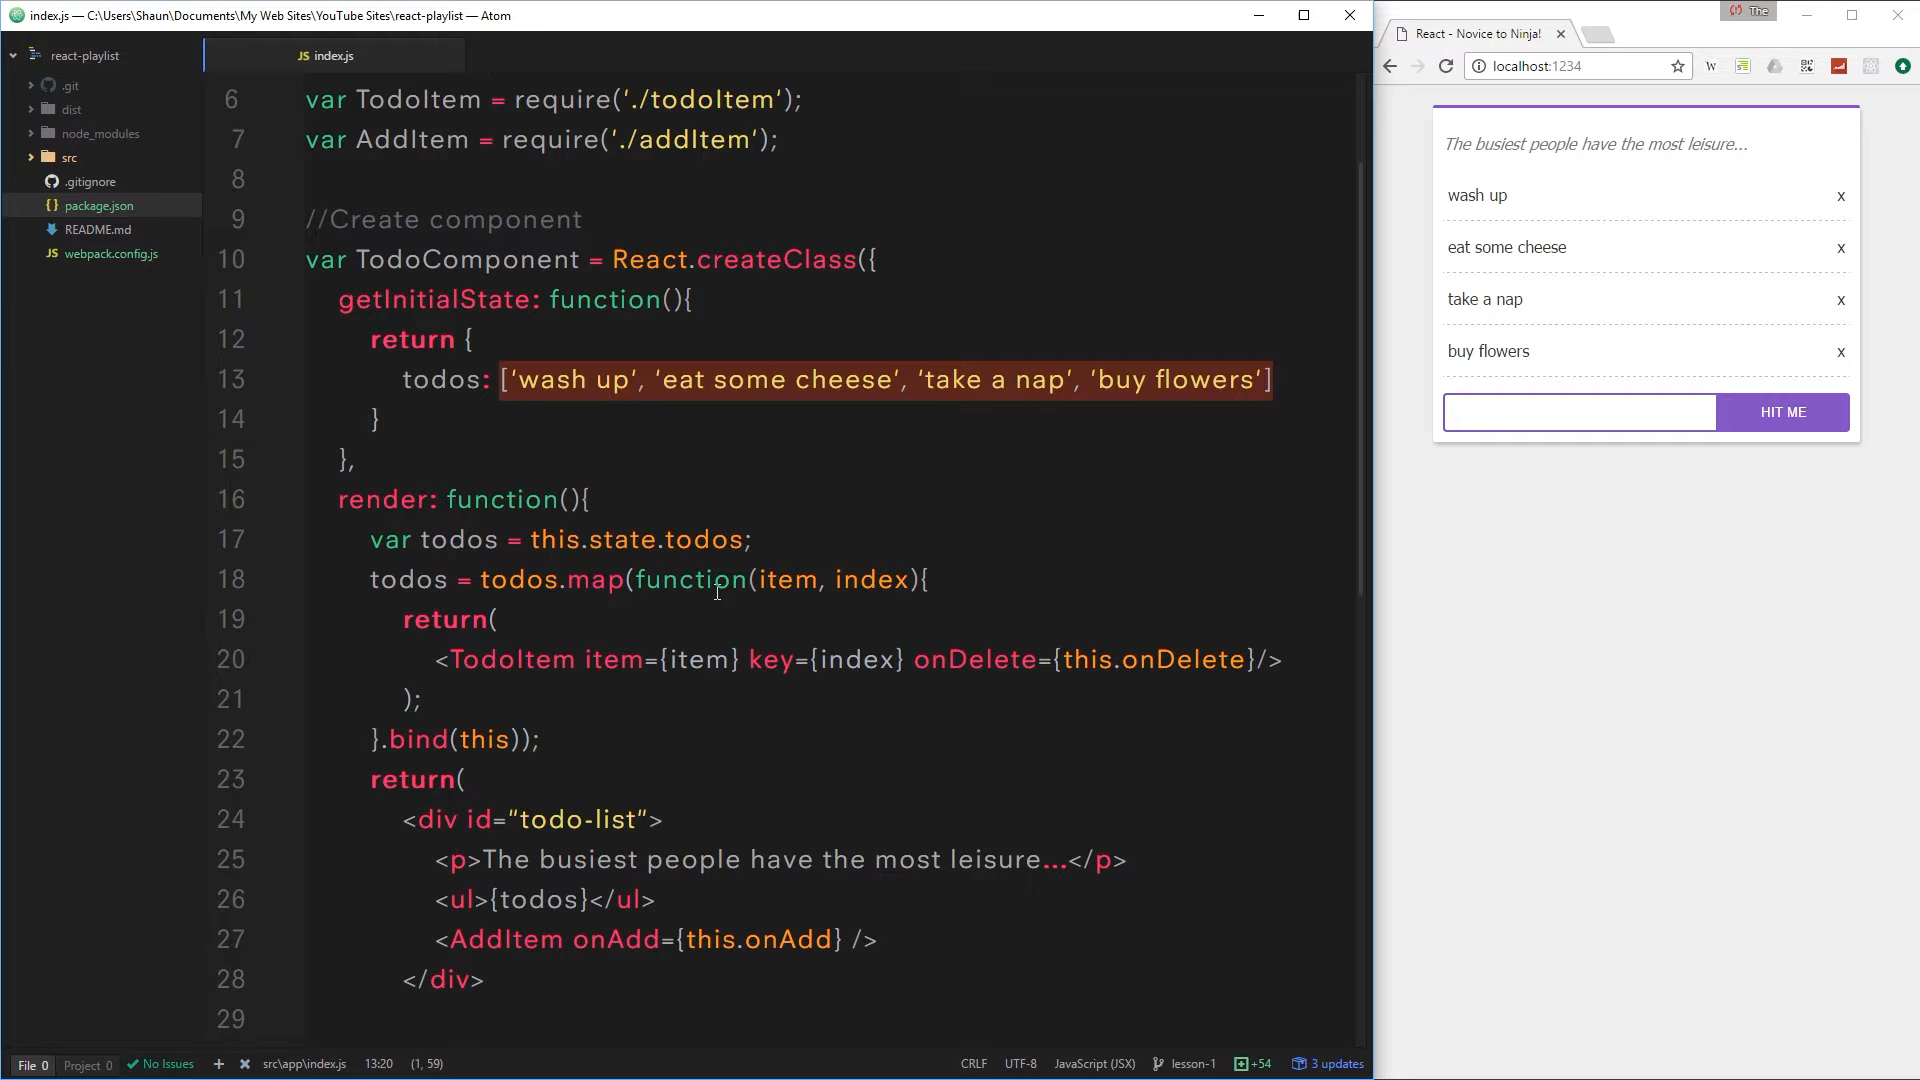 index.js — C:\Users\Shaun\Documents\My Web Sites\YouTube Sites\react-playlist — Atom
react-playlist
.git
dist
node_modules
src
.gitignore
package.json
README.md
JS webpack.config.js
JS index.js
6 var TodoItem = require('./todoItem');
7 var AddItem = require('./addItem');
8
9 //Create component
10 var TodoComponent = React.createClass({
11 getInitialState: function(){
12 return {
13 todos: ['wash up', 'eat some cheese', 'take a nap', 'buy flowers']
14 }
15 },
16 render: function(){
17 var todos = this.state.todos;
18 todos = todos.map(function(item, index){
19 return(
20 <TodoItem item={item} key={index} onDelete={this.onDelete}/>
21 );
22 }.bind(this));
23 return(
24 <div id="todo-list">
25 <p>The busiest people have the most leisure...</p>
26 <ul>{todos}</ul>
27 <AddItem onAdd={this.onAdd} />
28 </div>
29
File 0 Project 0 No Issues src\app\index.js 13:20 (1, 59) CRLF UTF-8 JavaScript (JSX) lesson-1 +54 3 updates
The
React - Novice to Ninja!
localhost:1234
W
The busiest people have the most leisure...
wash up x
eat some cheese x
take a nap x
buy flowers x
HIT ME